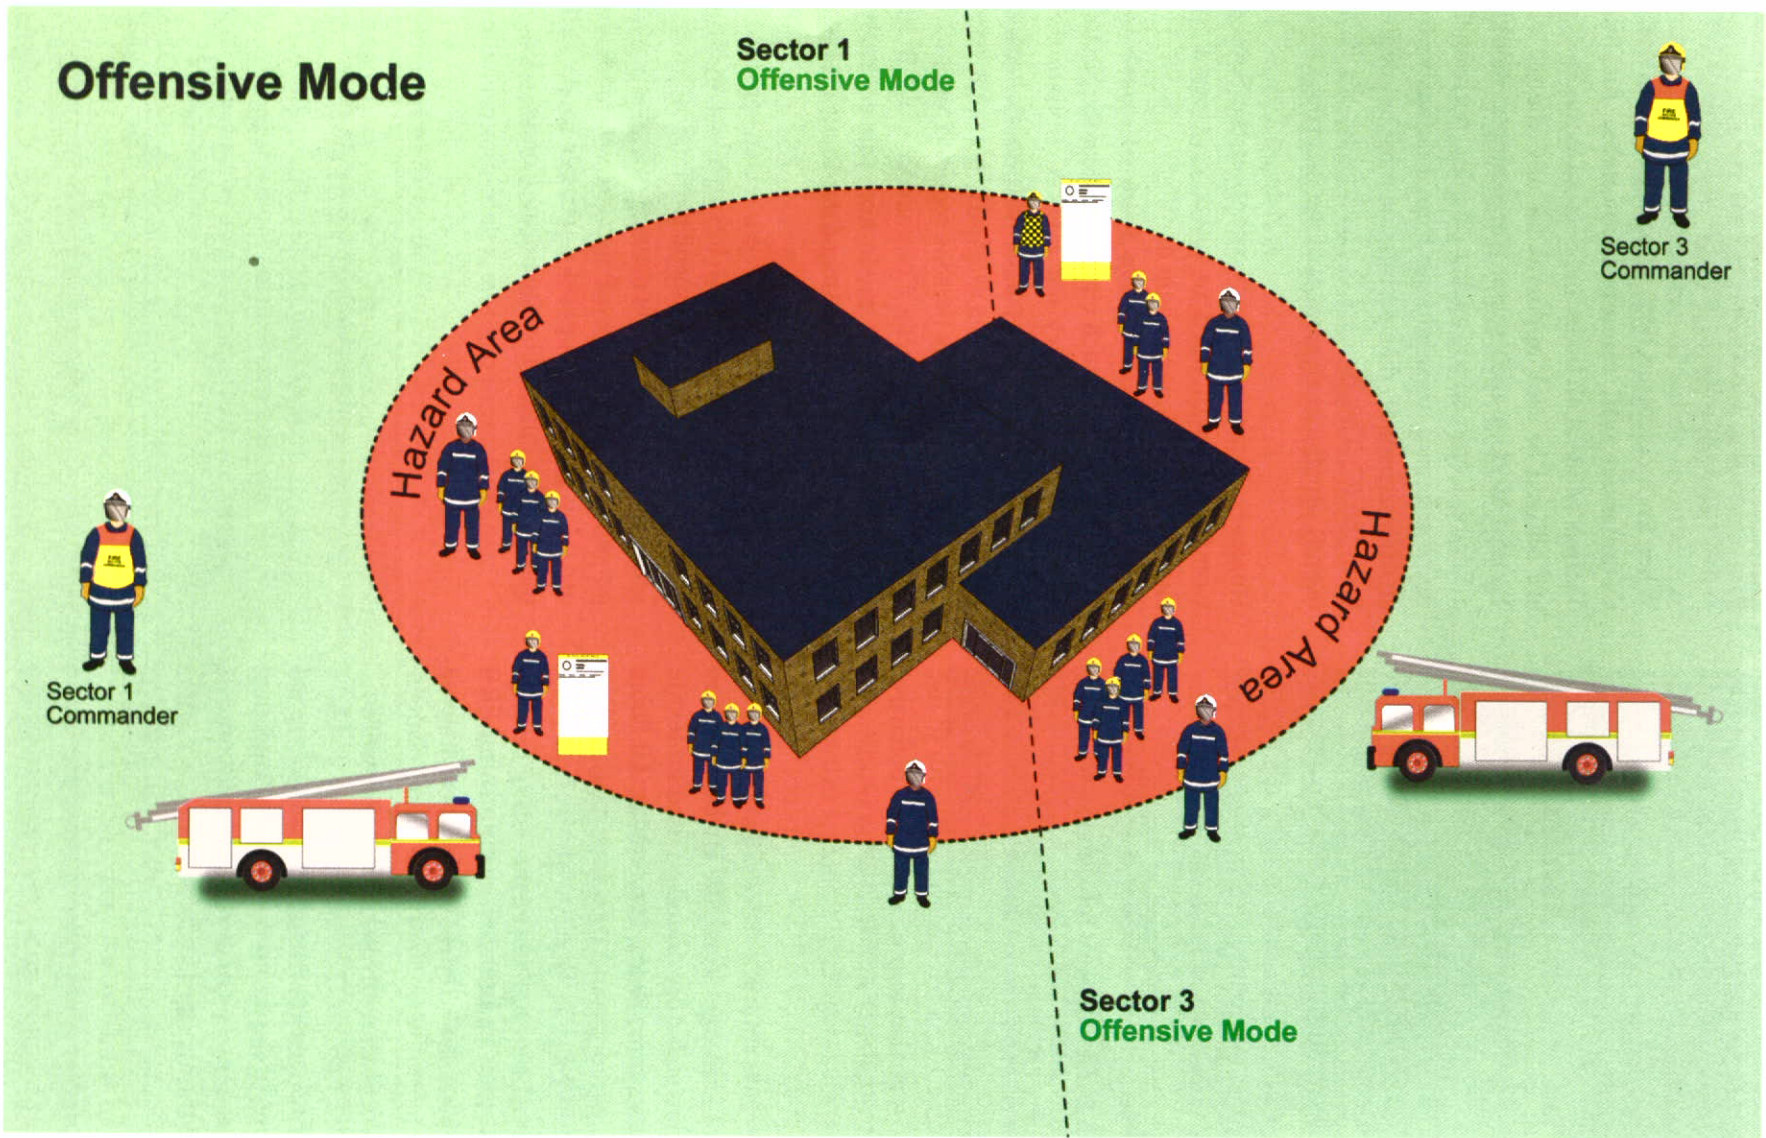 Offensive Mode
Sector 1
Offensive Mode
Sector 3
Commander
Hazard Area
Hazard Area
Sector 1
Commander
Sector 3
Offensive Mode